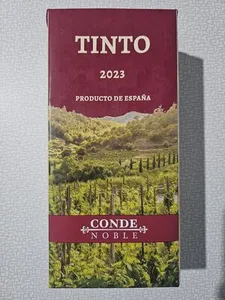 TINTO
2023
PRODUCTO DE ESPAÑA
CONDE
NOBLE